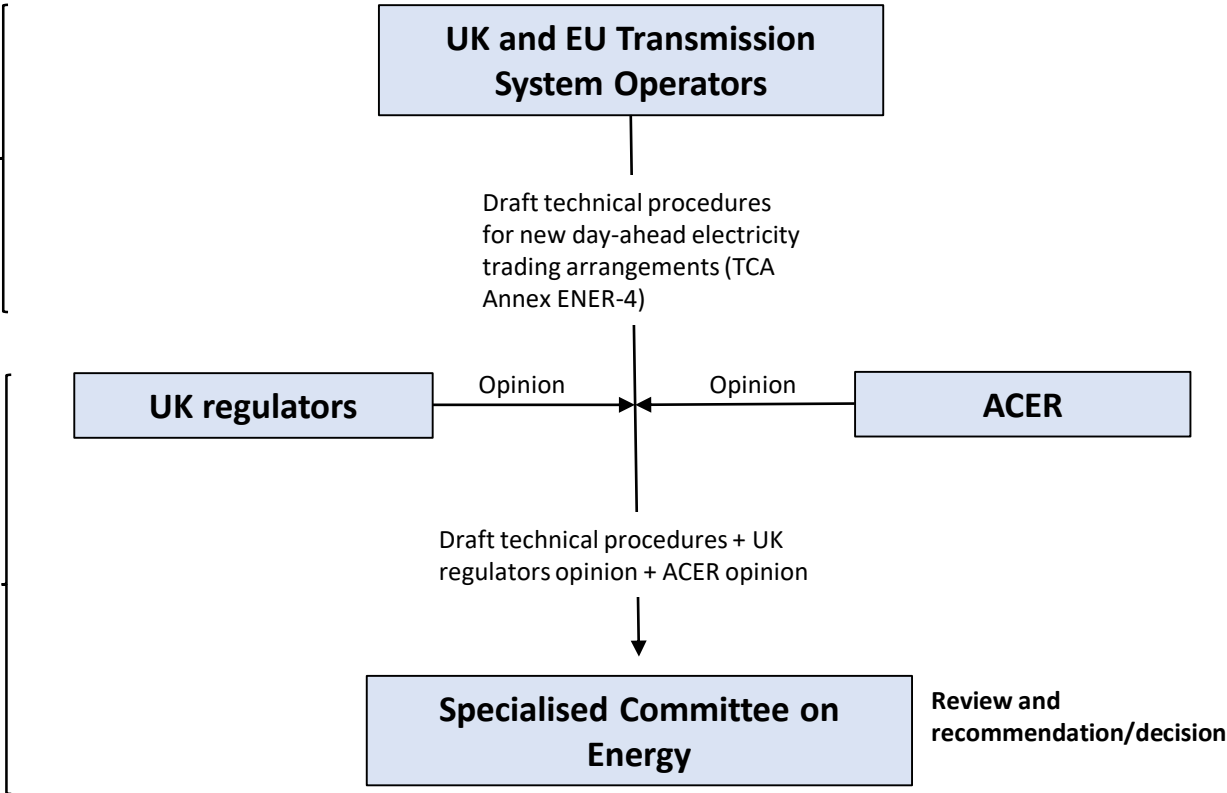 UK and EU Transmission
System Operators
Draft technical procedures
for new day-ahead electricity
trading arrangements (TCA
Annex ENER-4)
UK regulators
Opinion
Opinion
ACER
Draft technical procedures + UK
regulators opinion + ACER opinion
Specialised Committee on
Energy
Review and
recommendation/decision